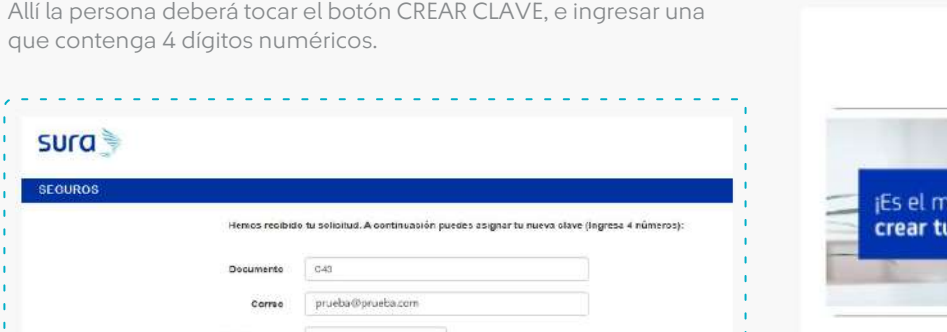 Allí la persona deberá tocar el botón CREAR CLAVE, e ingresar una
que contenga 4 dígitos numéricos.
sura
SEGUROS
Hemos recibido tu solicitud. A continuación puedes asignar tu nueva clave (Ingresa 4 números):
Documento
Correo prueba@prueba.com
¡Es el m
crear tu